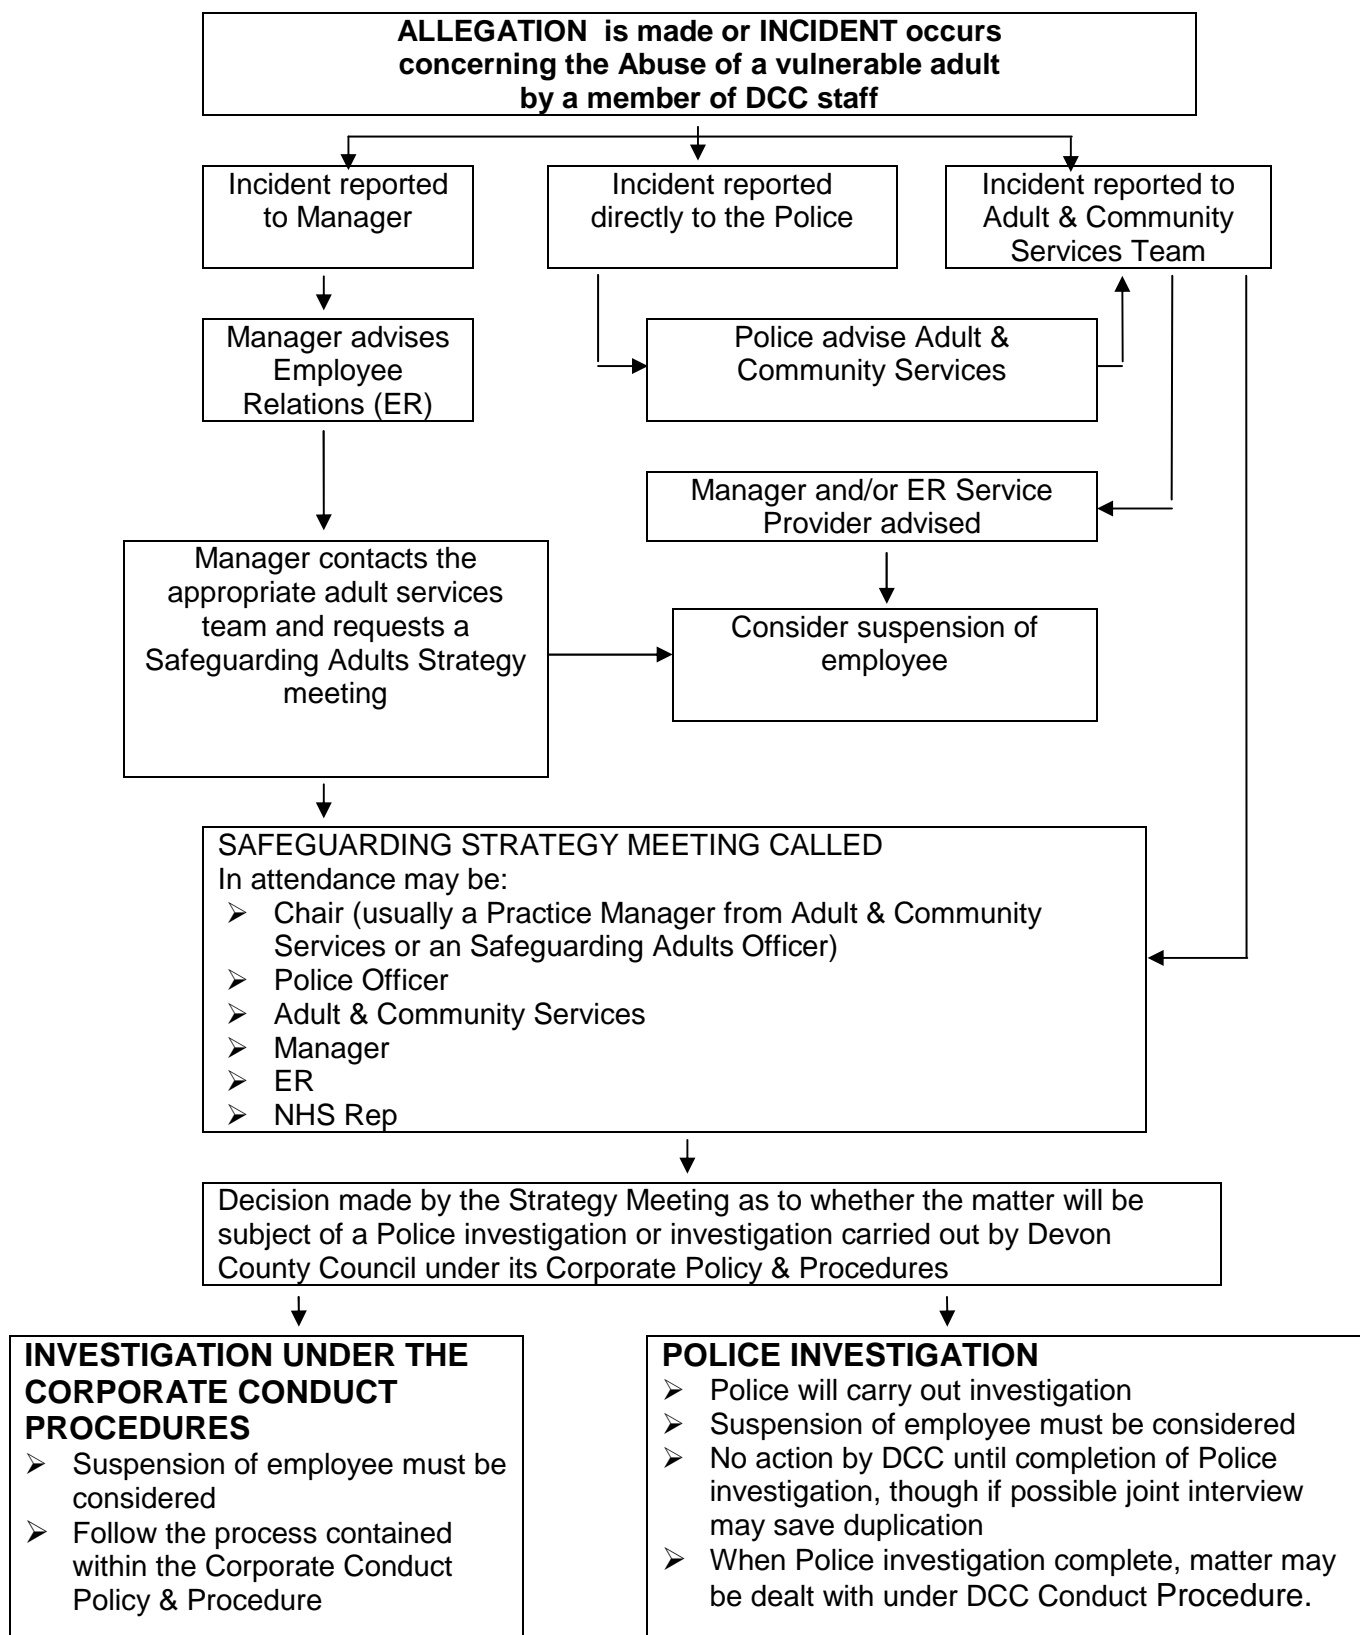 ALLEGATION is made or INCIDENT occurs
concerning the Abuse of a vulnerable adult
by a member of DCC staff
Incident reported
to Manager
Incident reported
directly to the Police
Incident reported to
Adult & Community
Services Team
Manager advises
Employee
Relations (ER)
Police advise Adult &
Community Services
Manager and/or ER Service
Provider advised
Manager contacts the
appropriate adult services
team and requests a
Safeguarding Adults Strategy
meeting
Consider suspension of
employee
SAFEGUARDING STRATEGY MEETING CALLED
In attendance may be:
➢ Chair (usually a Practice Manager from Adult & Community
Services or an Safeguarding Adults Officer)
➢ Police Officer
➢ Adult & Community Services
➢ Manager
➢ ER
➢ NHS Rep
Decision made by the Strategy Meeting as to whether the matter will be
subject of a Police investigation or investigation carried out by Devon
County Council under its Corporate Policy & Procedures
INVESTIGATION UNDER THE
CORPORATE CONDUCT
PROCEDURES
➢ Suspension of employee must be
considered
➢ Follow the process contained
within the Corporate Conduct
Policy & Procedure
POLICE INVESTIGATION
➢ Police will carry out investigation
➢ Suspension of employee must be considered
➢ No action by DCC until completion of Police
investigation, though if possible joint interview
may save duplication
➢ When Police investigation complete, matter may
be dealt with under DCC Conduct Procedure.